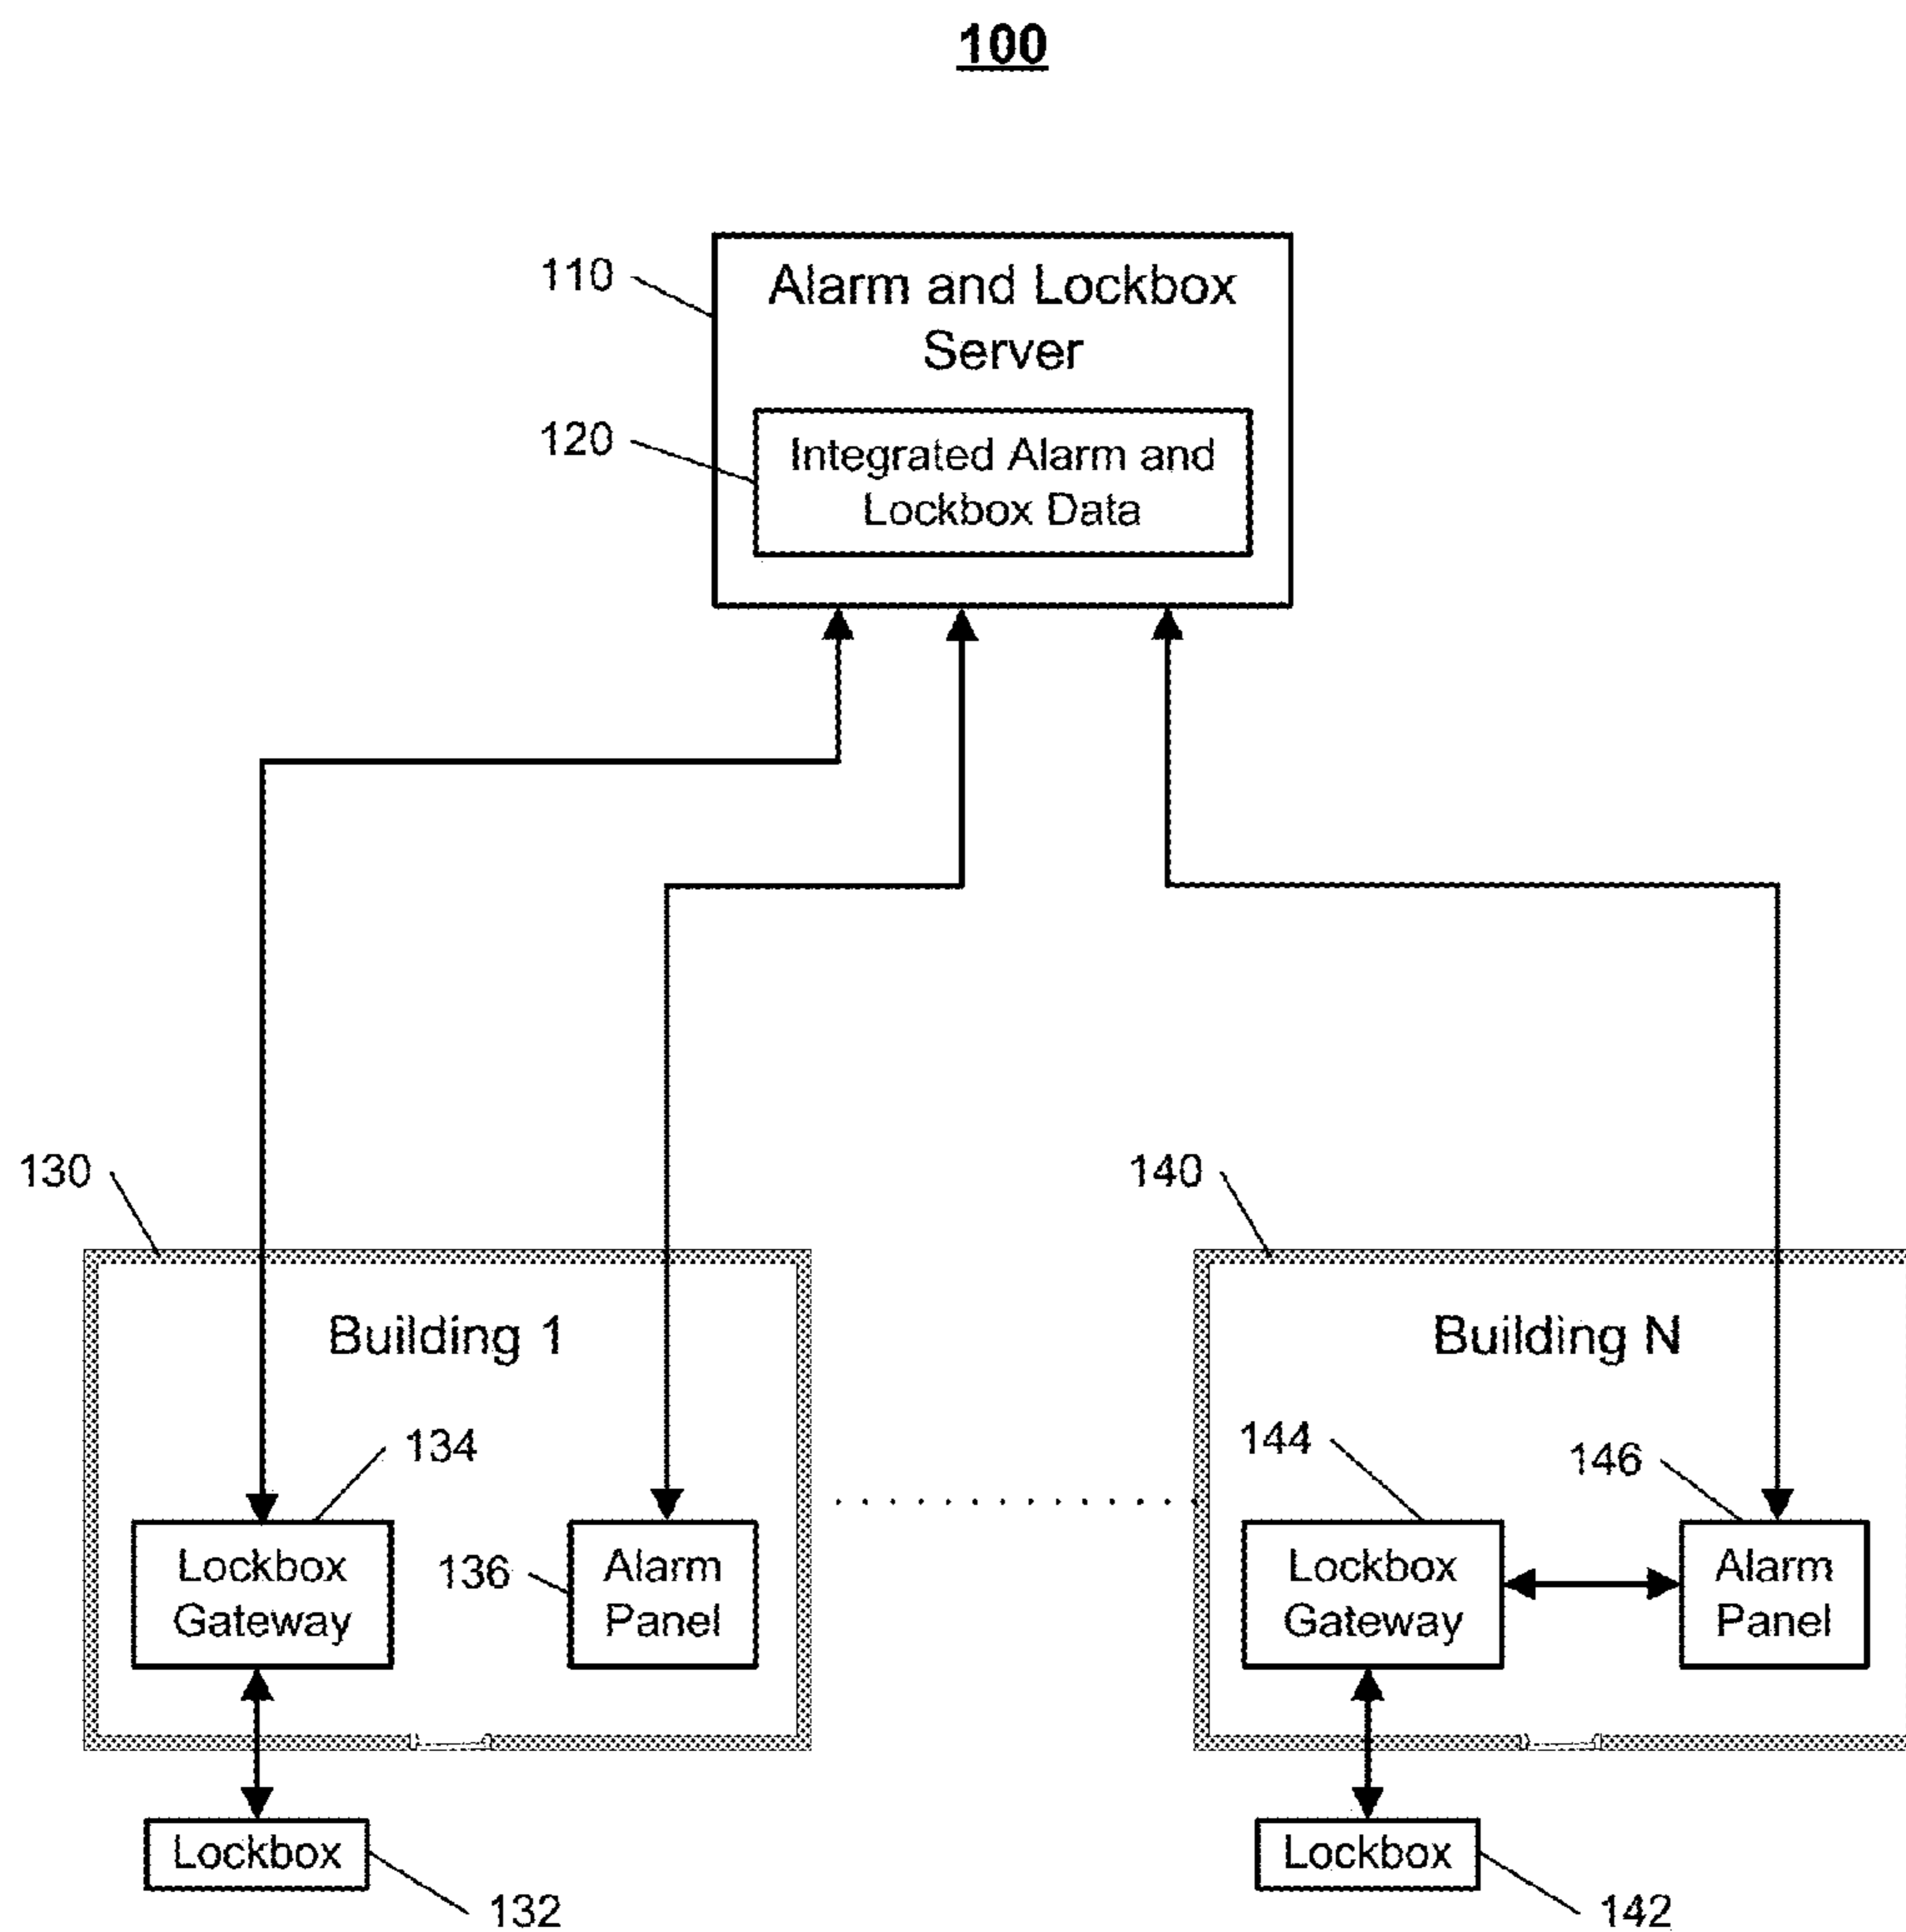 100
110
Alarm and Lockbox
Server
120
Integrated Alarm and
Lockbox Data
130
140
Building 1
Building N
134
144
146
Lockbox
Gateway
136
Alarm
Panel
Lockbox
Gateway
Alarm
Panel
Lockbox
132
Lockbox
142